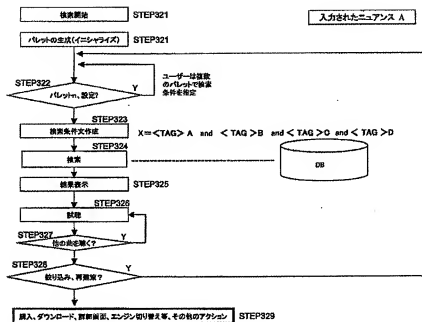 検索開始 STEP321
入力されたニュアンス A
パレットの生成(イニシャライズ) STEP321
STEP322
パレットn、設定?
Y
ユーザーは複数
のパレットで検索
条件を指定
STEP323
検索条件文作成
X=<TAG> A and <TAG>B and <TAG>C and <TAG>D
STEP324
検索
DB
結果表示 STEP325
STEP326
試聴
STEP327
他の曲を聴く?
Y
STEP328
絞り込み、再検索?
Y
購入、ダウンロード、詳細画面、エンジン切り替え等、その他のアクション STEP329